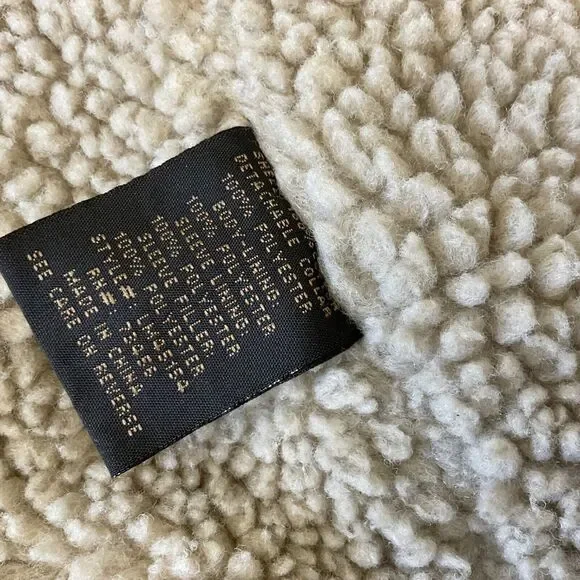 DETACHABLE COLLAR
100% POLYESTER
BODY-LINING
100% POLYESTER
SLEEVE LINING
100% POLYESTER
SLEEVE FILLER
100% POLYESTER
STYLE#
RN#
MADE IN CHINA
SEE CARE ON REVERSE